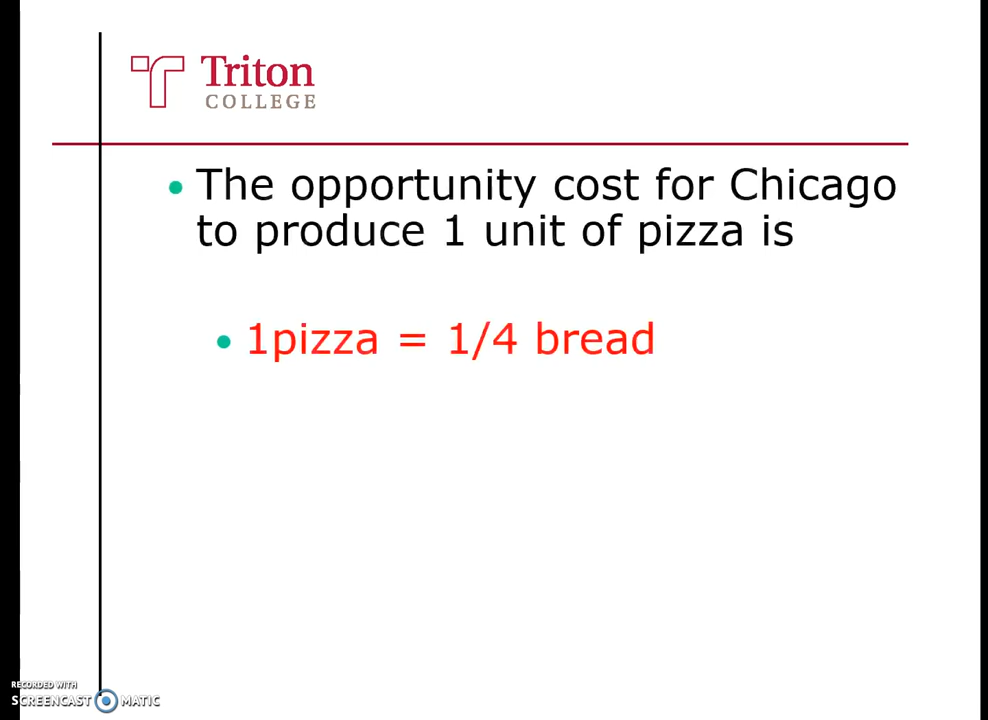 Triton
COLLEGE
• The opportunity cost for Chicago
to produce 1 unit of pizza is
• 1pizza = 1/4 bread
RECORDED WITH
SCREENCAST MATIC